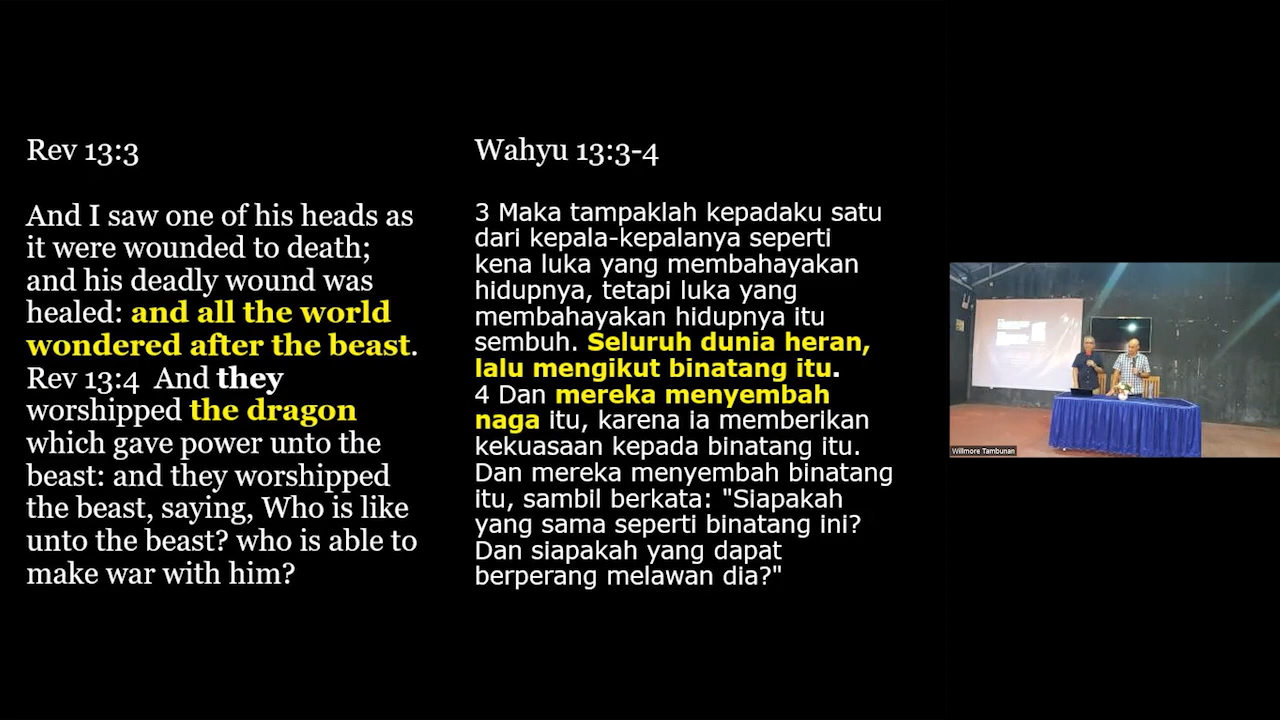 Rev 13:3
And I saw one of his heads as
it were wounded to death;
and his deadly wound was
healed: and all the world
wondered after the beast.
Rev 13:4 And they
worshipped the dragon
which gave power unto the
beast: and they worshipped
the beast, saying, Who is like
unto the beast? who is able to
make war with him?
Wahyu 13:3-4
3 Maka tampaklah kepadaku satu
dari kepala-kepalanya seperti
kena luka yang membahayakan
hidupnya, tetapi luka yang
membahayakan hidupnya itu
sembuh. Seluruh dunia heran,
lalu mengikut binatang itu.
4 Dan mereka menyembah
naga itu, karena ia memberikan
kekuasaan kepada binatang itu.
Dan mereka menyembah binatang
itu, sambil berkata: "Siapakah
yang sama seperti binatang ini?
Dan siapakah yang dapat
berperang melawan dia?"
Willmore Tambunan